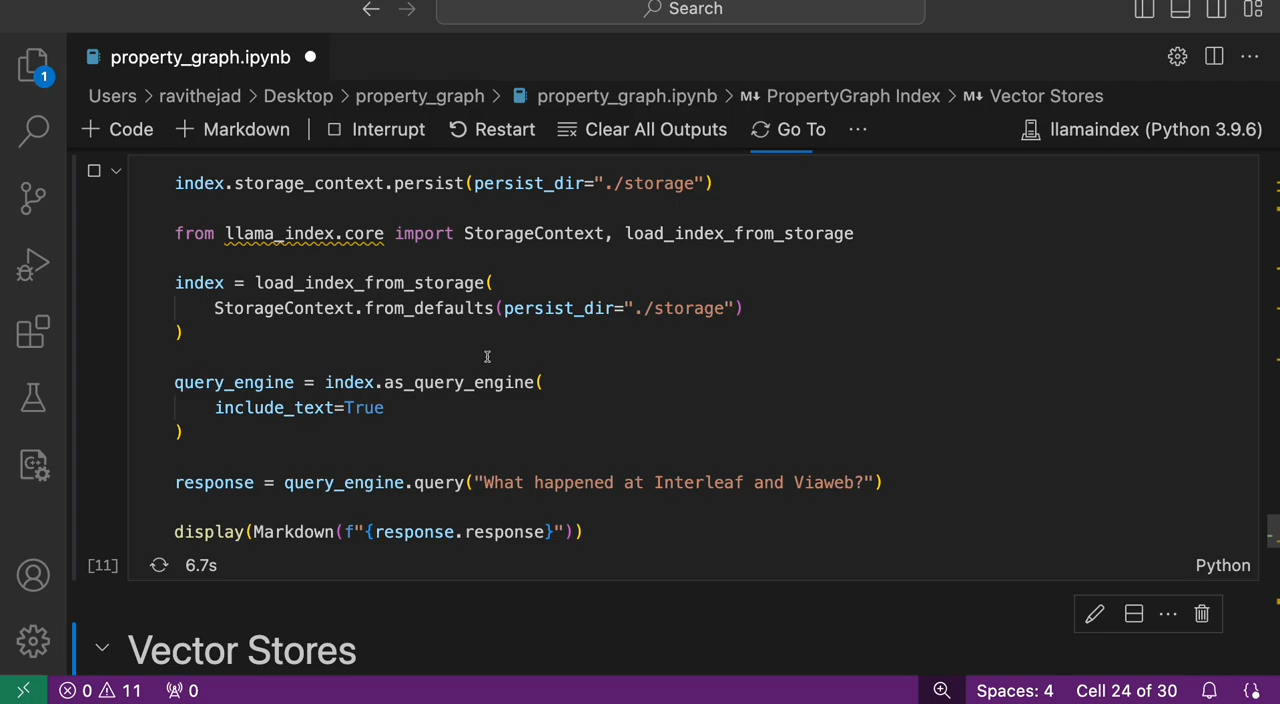 Search
property_graph.ipynb
1
Users > ravithejad > Desktop > property_graph > property_graph.ipynb > M↓ PropertyGraph Index > M↓ Vector Stores
+ Code + Markdown | Interrupt Restart Clear All Outputs Go To ... llamaindex (Python 3.9.6)
index.storage_context.persist(persist_dir="./storage")
from llama_index.core import StorageContext, load_index_from_storage
index = load_index_from_storage(
StorageContext.from_defaults(persist_dir="./storage")
)
query_engine = index.as_query_engine(
include_text=True
)
response = query_engine.query("What happened at Interleaf and Viaweb?")
display(Markdown(f"{response.response}"))
[11] 6.7s Python
Vector Stores
0 11 0 Spaces: 4 Cell 24 of 30